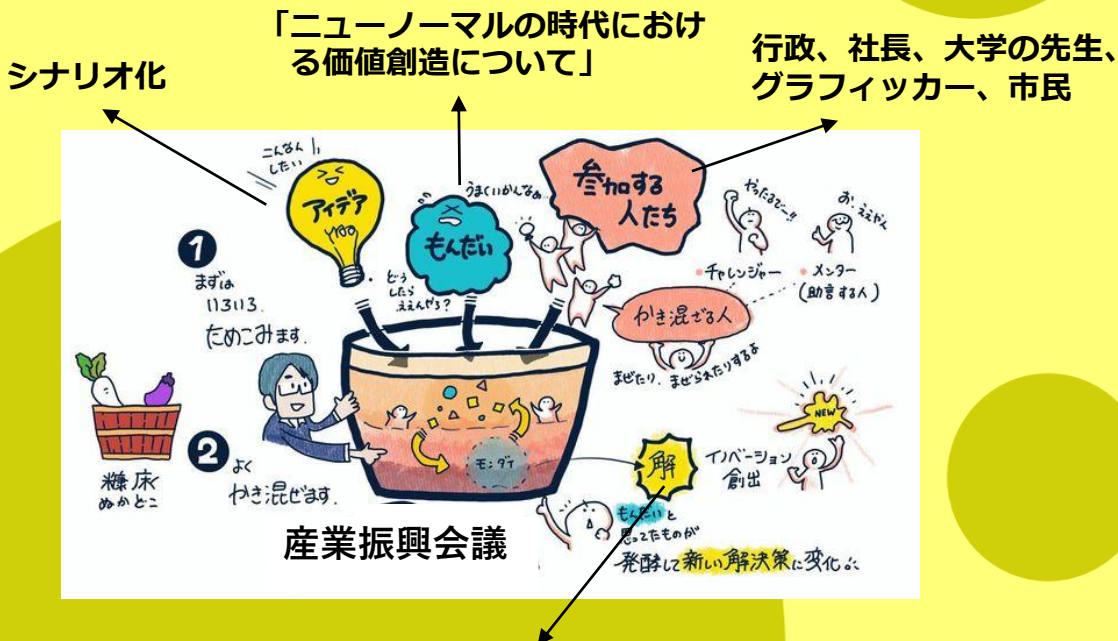 シナリオ化
「ニューノーマルの時代におけ
る価値創造について」
行政、社長、大学の先生、
グラフィッカー、市民
こんなん
したい
アイデア
うまくいかんなぁ
もんだい
参加する
人たち
やったるでー!!
お、ええやん
チャレンジャー
メンター
(助言する人)
1
まずは
いろいろ
ためこみます.
どう
したら
ええんやろ?
かき混ぜる人
まぜたり、まぜられたりするよ
糠床
ぬかどこ
2
よく
かき混ぜます.
モンダイ
解
NEW
イノベーション
創出
もんだいと
思ってたものが
発酵して新しい解決策に変化
産業振興会議